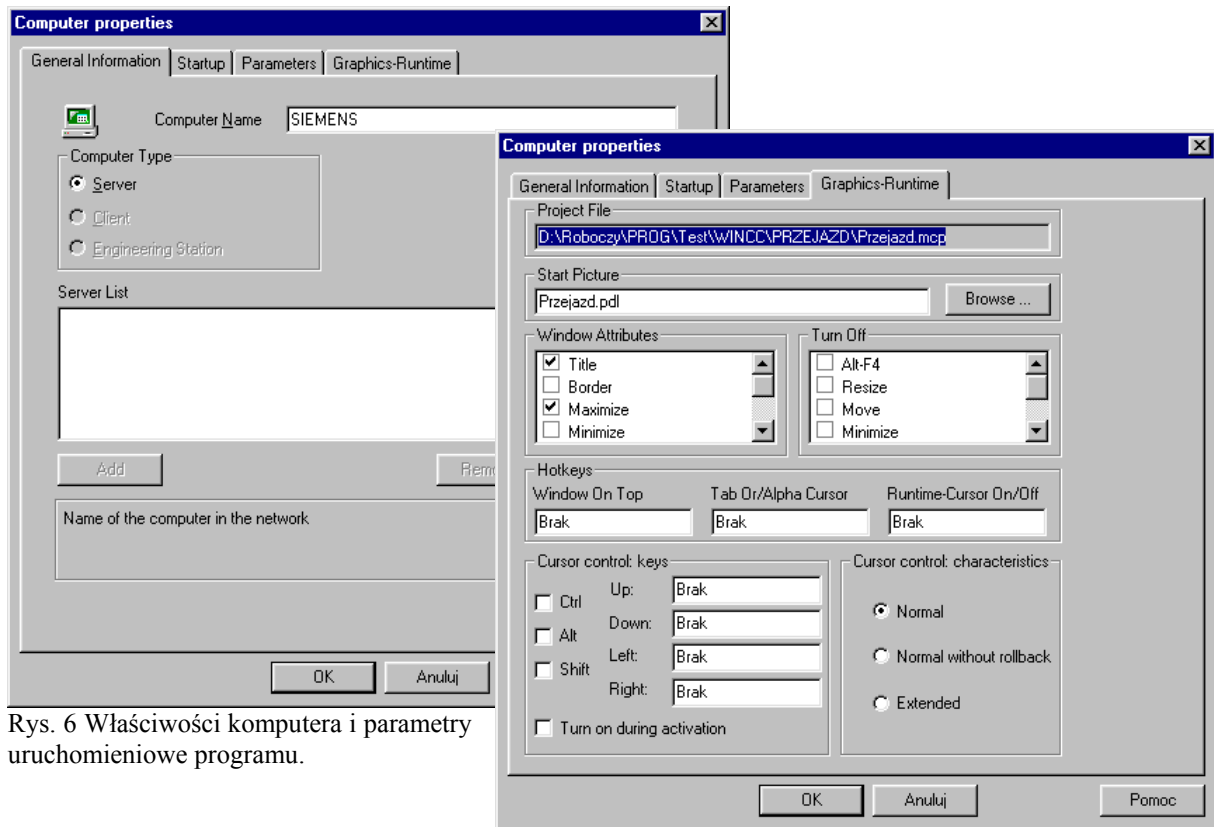 Computer properties
General Information Startup Parameters Graphics-Runtime
Computer Name SIEMENS
Computer Type
Server
Client
Engineering Station
Server List
Add Remo
Name of the computer in the network
OK Anuluj
Rys. 6 Właściwości komputera i parametry
uruchomieniowe programu.
Computer properties
General Information Startup Parameters Graphics-Runtime
Project File
D:\Roboczy\PROG\Test\WINCC\PRZEJAZD\Przejazd.mcp
Start Picture
Przejazd.pdl Browse ...
Window Attributes Turn Off
Title Alt-F4
Border Resize
Maximize Move
Minimize Minimize
Hotkeys
Window On Top Tab Or/Alpha Cursor Runtime-Cursor On/Off
Brak Brak Brak
Cursor control: keys Cursor control: characteristics
Ctrl Up: Brak Normal
Alt Down: Brak Normal without rollback
Shift Left: Brak Extended
Right: Brak
Turn on during activation
OK Anuluj Pomoc